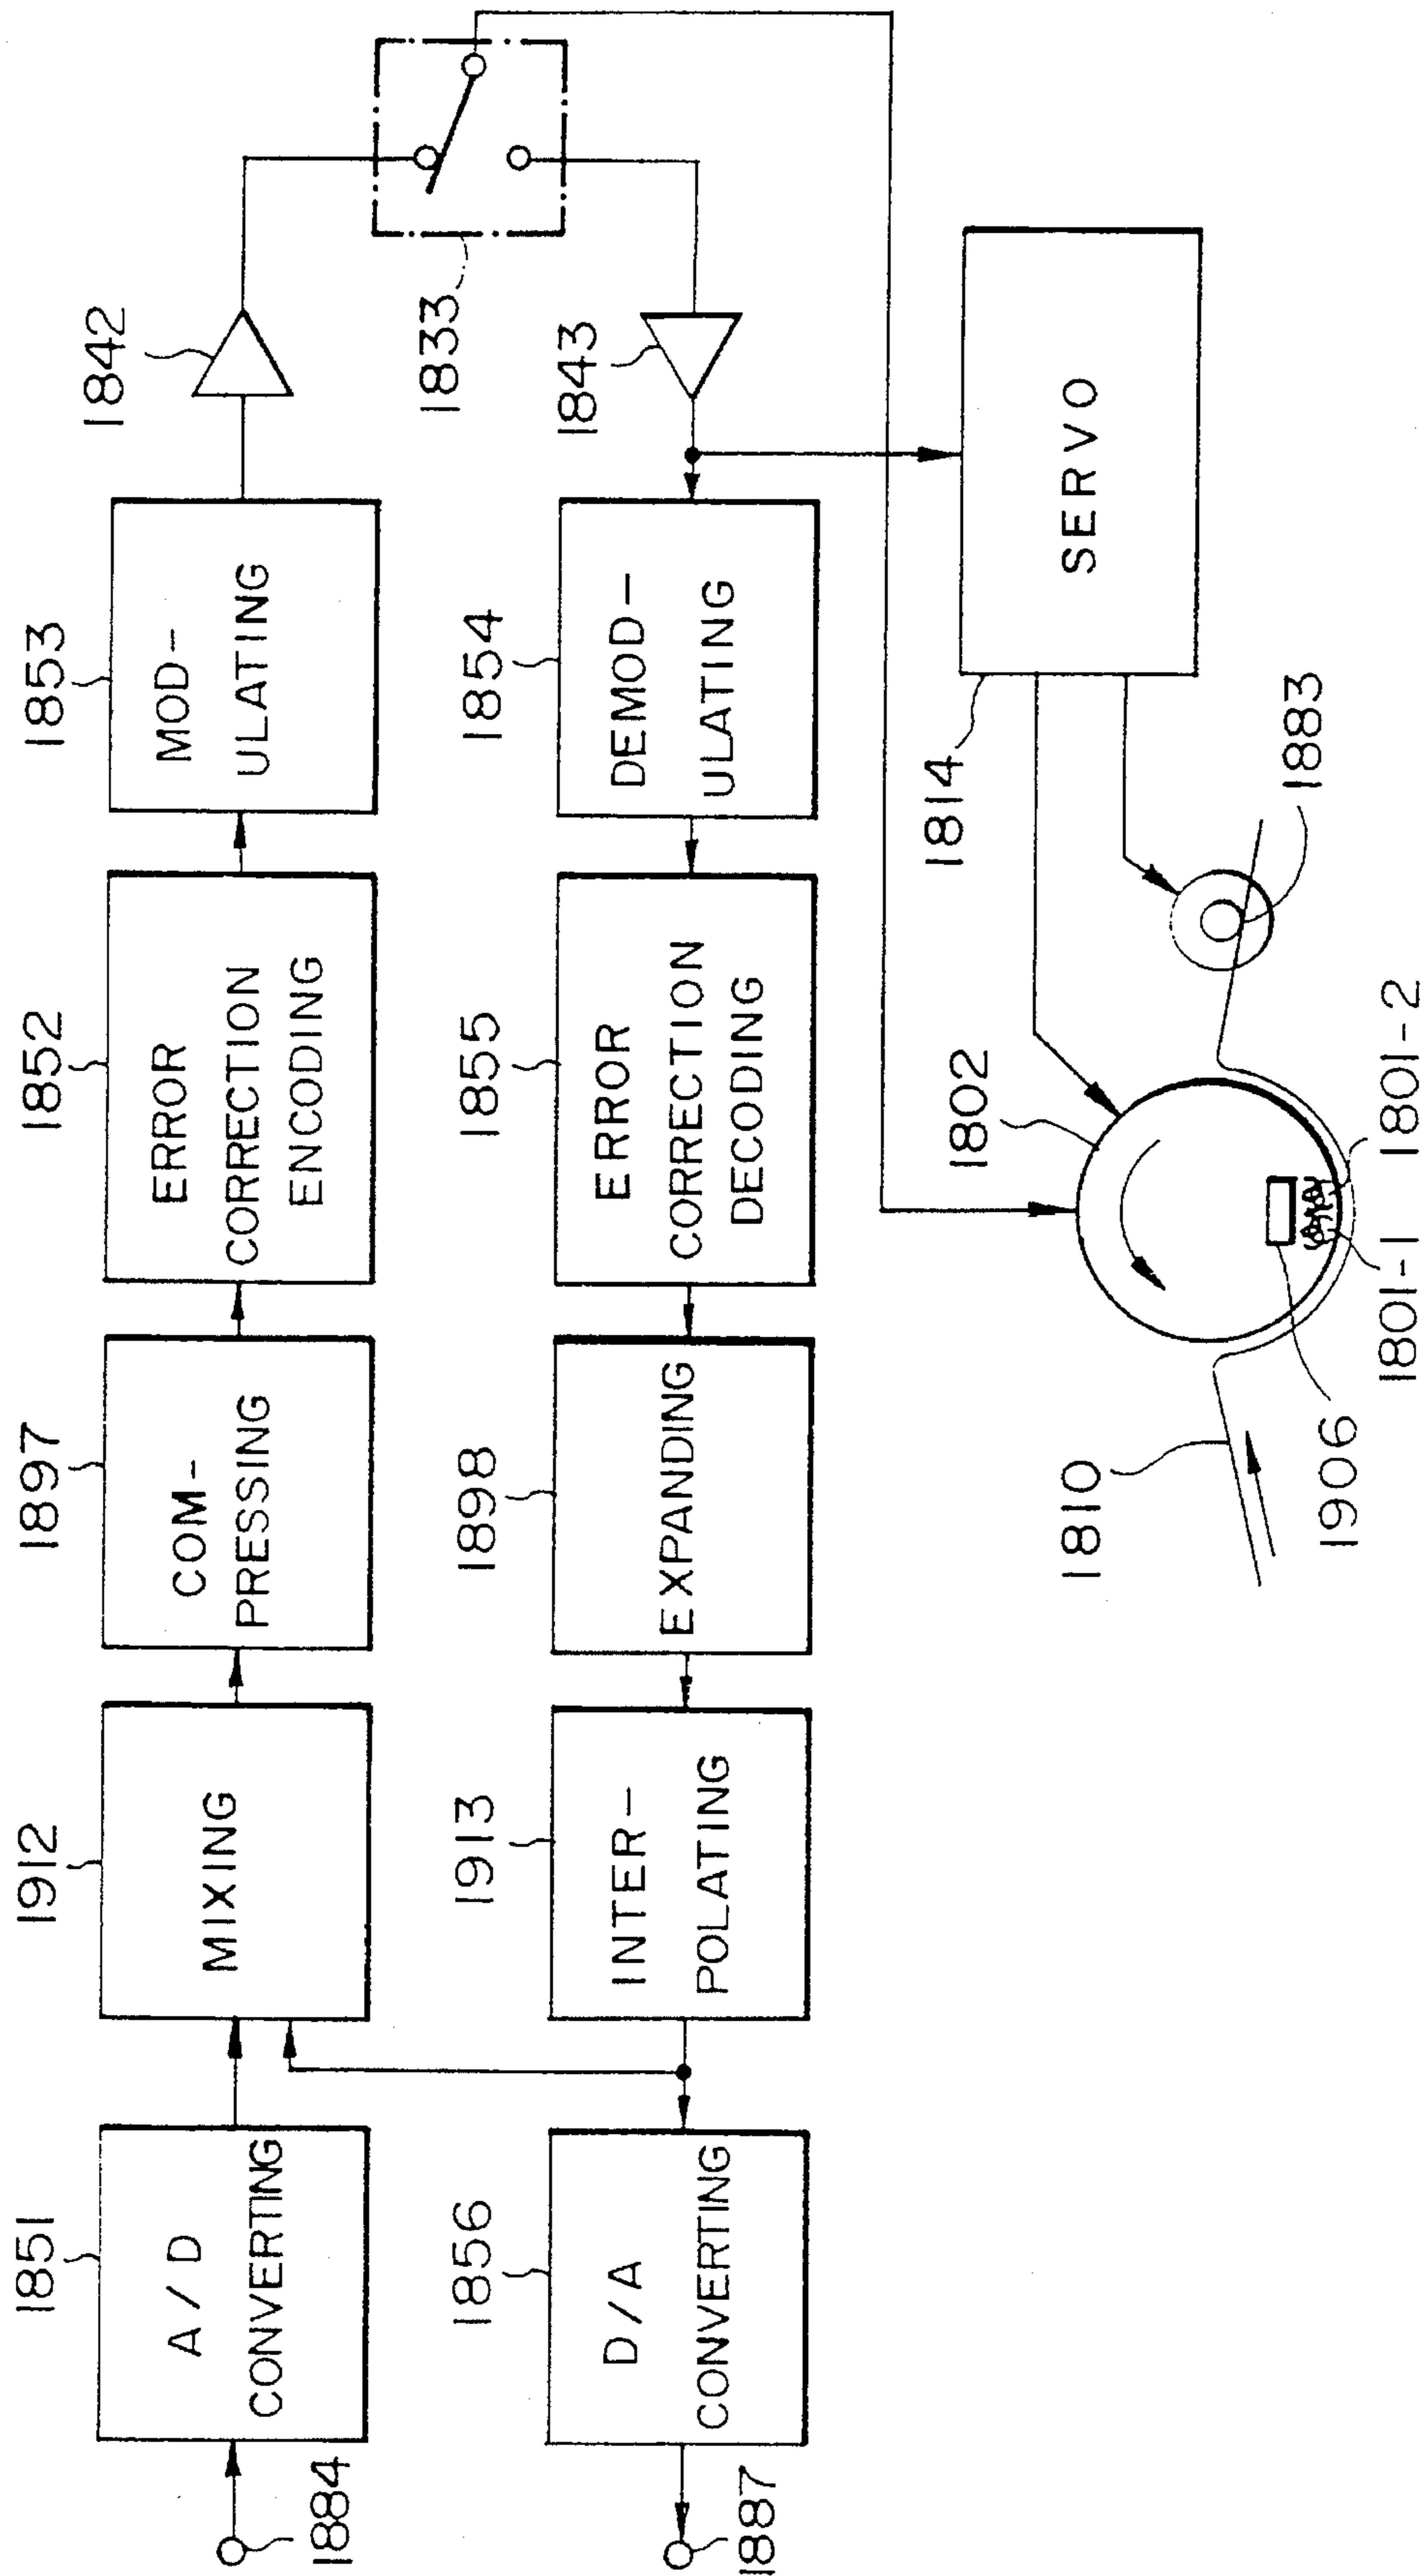 1884
1851
A/D
CONVERTING
1912
MIXING
1897
COM-
PRESSING
1852
ERROR
CORRECTION
ENCODING
1853
MOD-
ULATING
1842
1833
1887
1856
D/A
CONVERTING
1913
INTER-
POLATING
1898
EXPANDING
1855
ERROR
CORRECTION
DECODING
1854
DEMOD-
ULATING
1843
1814
SERVO
1802
1810
1883
1906
1801-1
1801-2